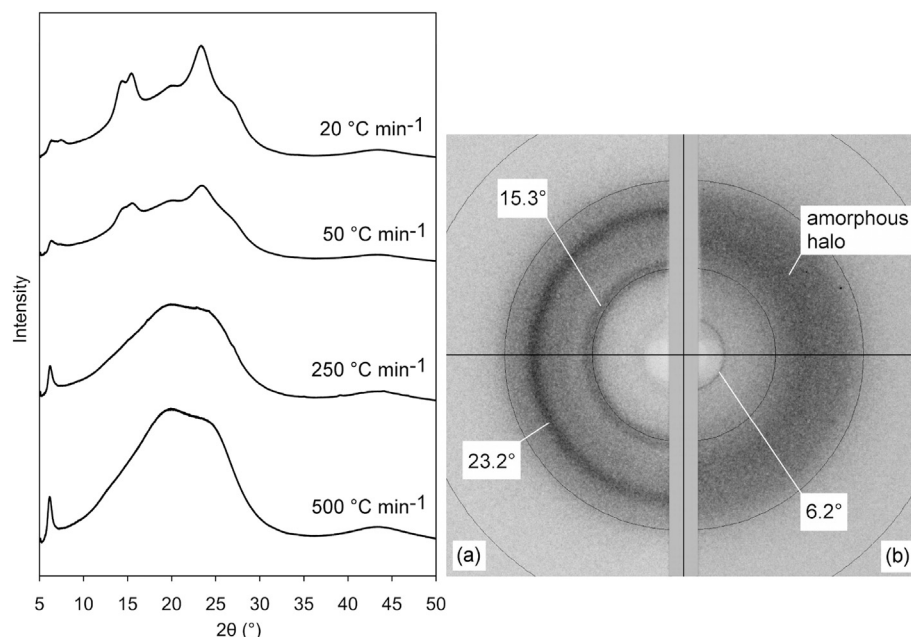 20 °C min-1
50 °C min-1
250 °C min-1
500 °C min-1
Intensity
5 10 15 20 25 30 35 40 45 50
2θ (°)
15.3°
amorphous
halo
23.2°
6.2°
(a)
(b)